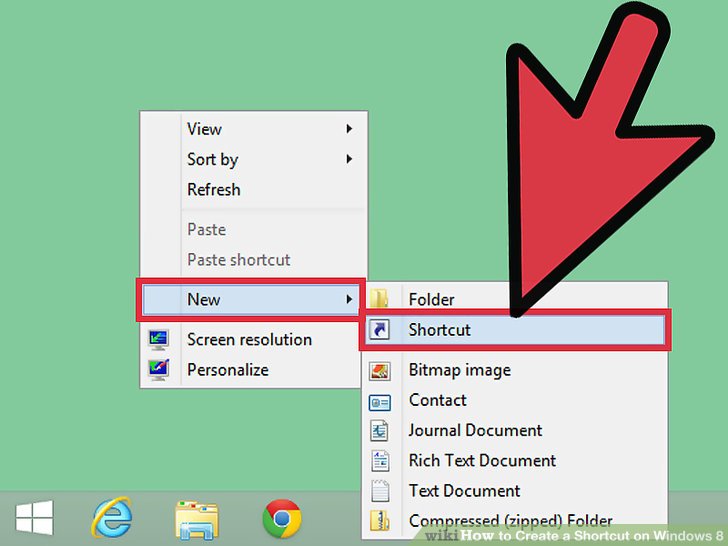 View
Sort by
Refresh
Paste
Paste shortcut
New
Screen resolution
Personalize
Folder
Shortcut
Bitmap image
Contact
Journal Document
Rich Text Document
Text Document
Compressed (zipped) Folder
wikiHow to Create a Shortcut on Windows 8